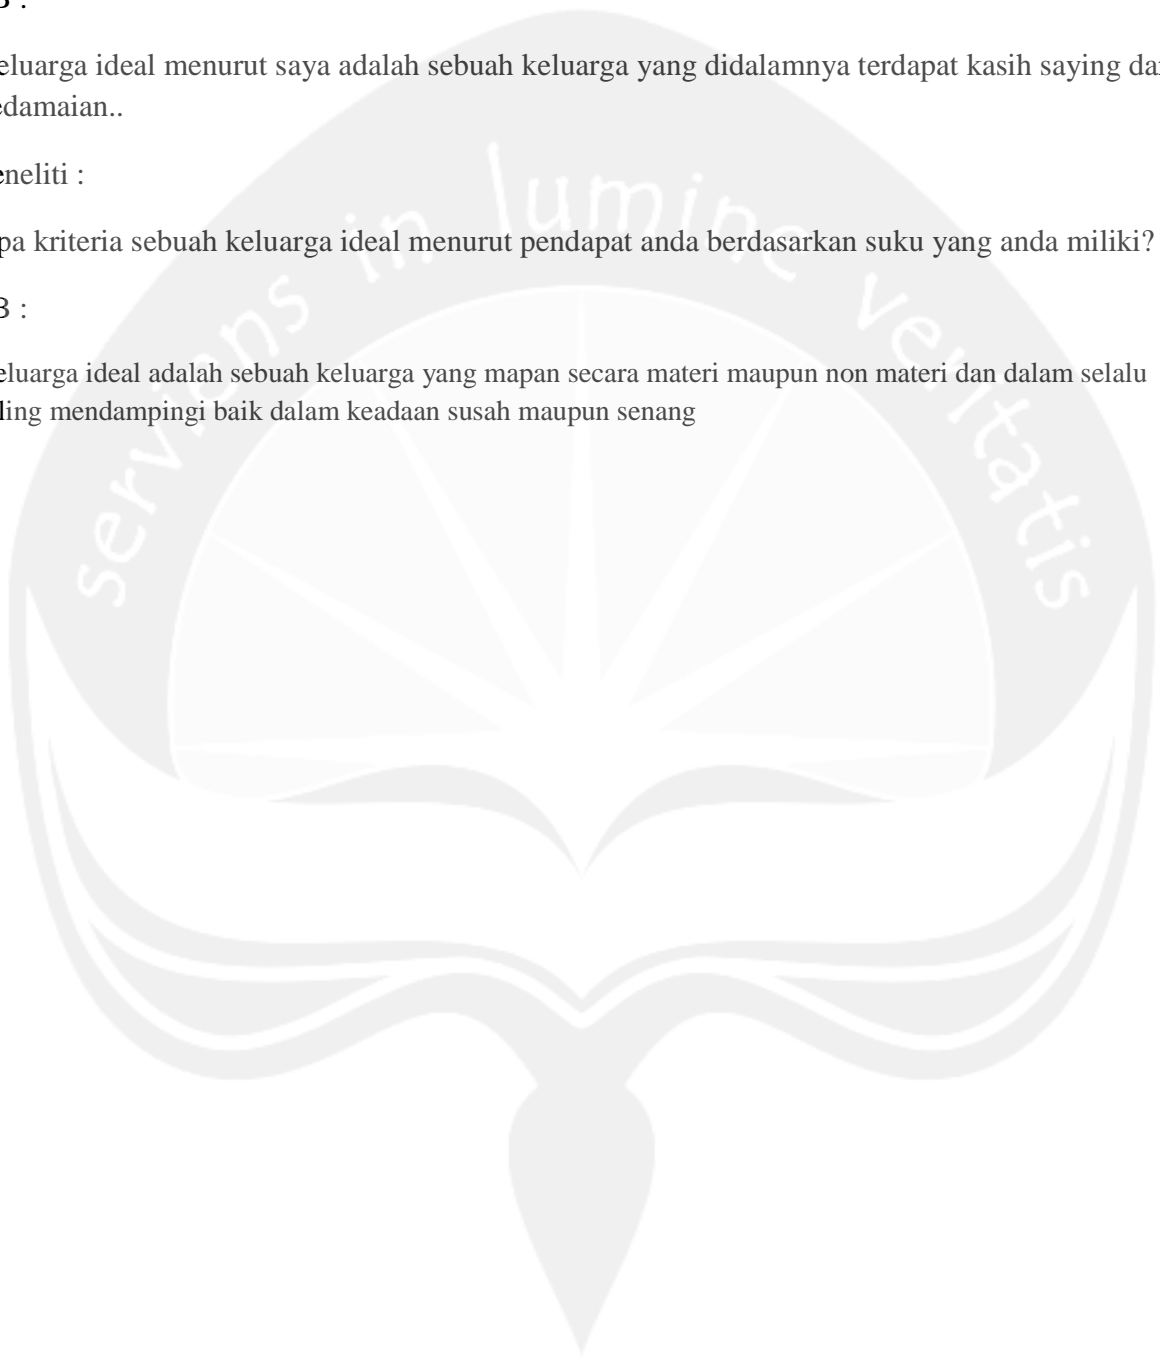 B :
eluarga ideal menurut saya adalah sebuah keluarga yang didalamnya terdapat kasih saying da
edamaian..
eneliti :
pa kriteria sebuah keluarga ideal menurut pendapat anda berdasarkan suku yang anda miliki?
B :
eluarga ideal adalah sebuah keluarga yang mapan secara materi maupun non materi dan dalam selalu
ling mendampingi baik dalam keadaan susah maupun senang
serviens in lumine veritatis